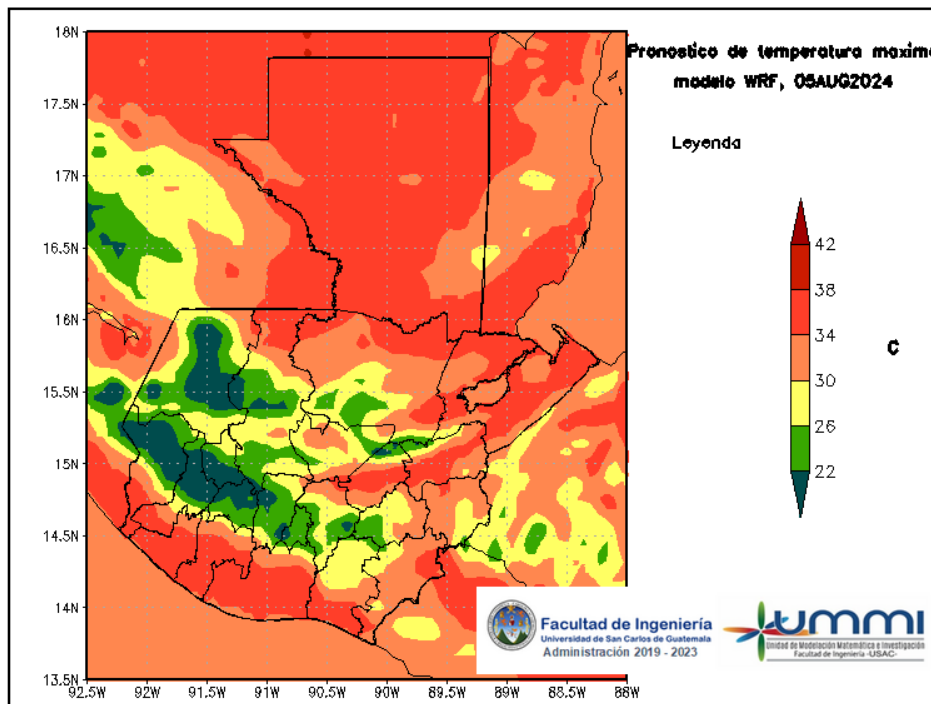 Pronostico de temperatura maxima
modelo WRF, 05AUG2024
Leyenda
42
38
34
30
26
22
C
18N
17.5N
17N
16.5N
16N
15.5N
15N
14.5N
14N
13.5N
92.5W
92W
91.5W
91W
90.5W
90W
89.5W
89W
88.5W
88W
Facultad de Ingeniería
Universidad de San Carlos de Guatemala
Administración 2019 - 2023
UMMI
Unidad de Modelación Matemática e Investigación
Facultad de Ingeniería -USAC-